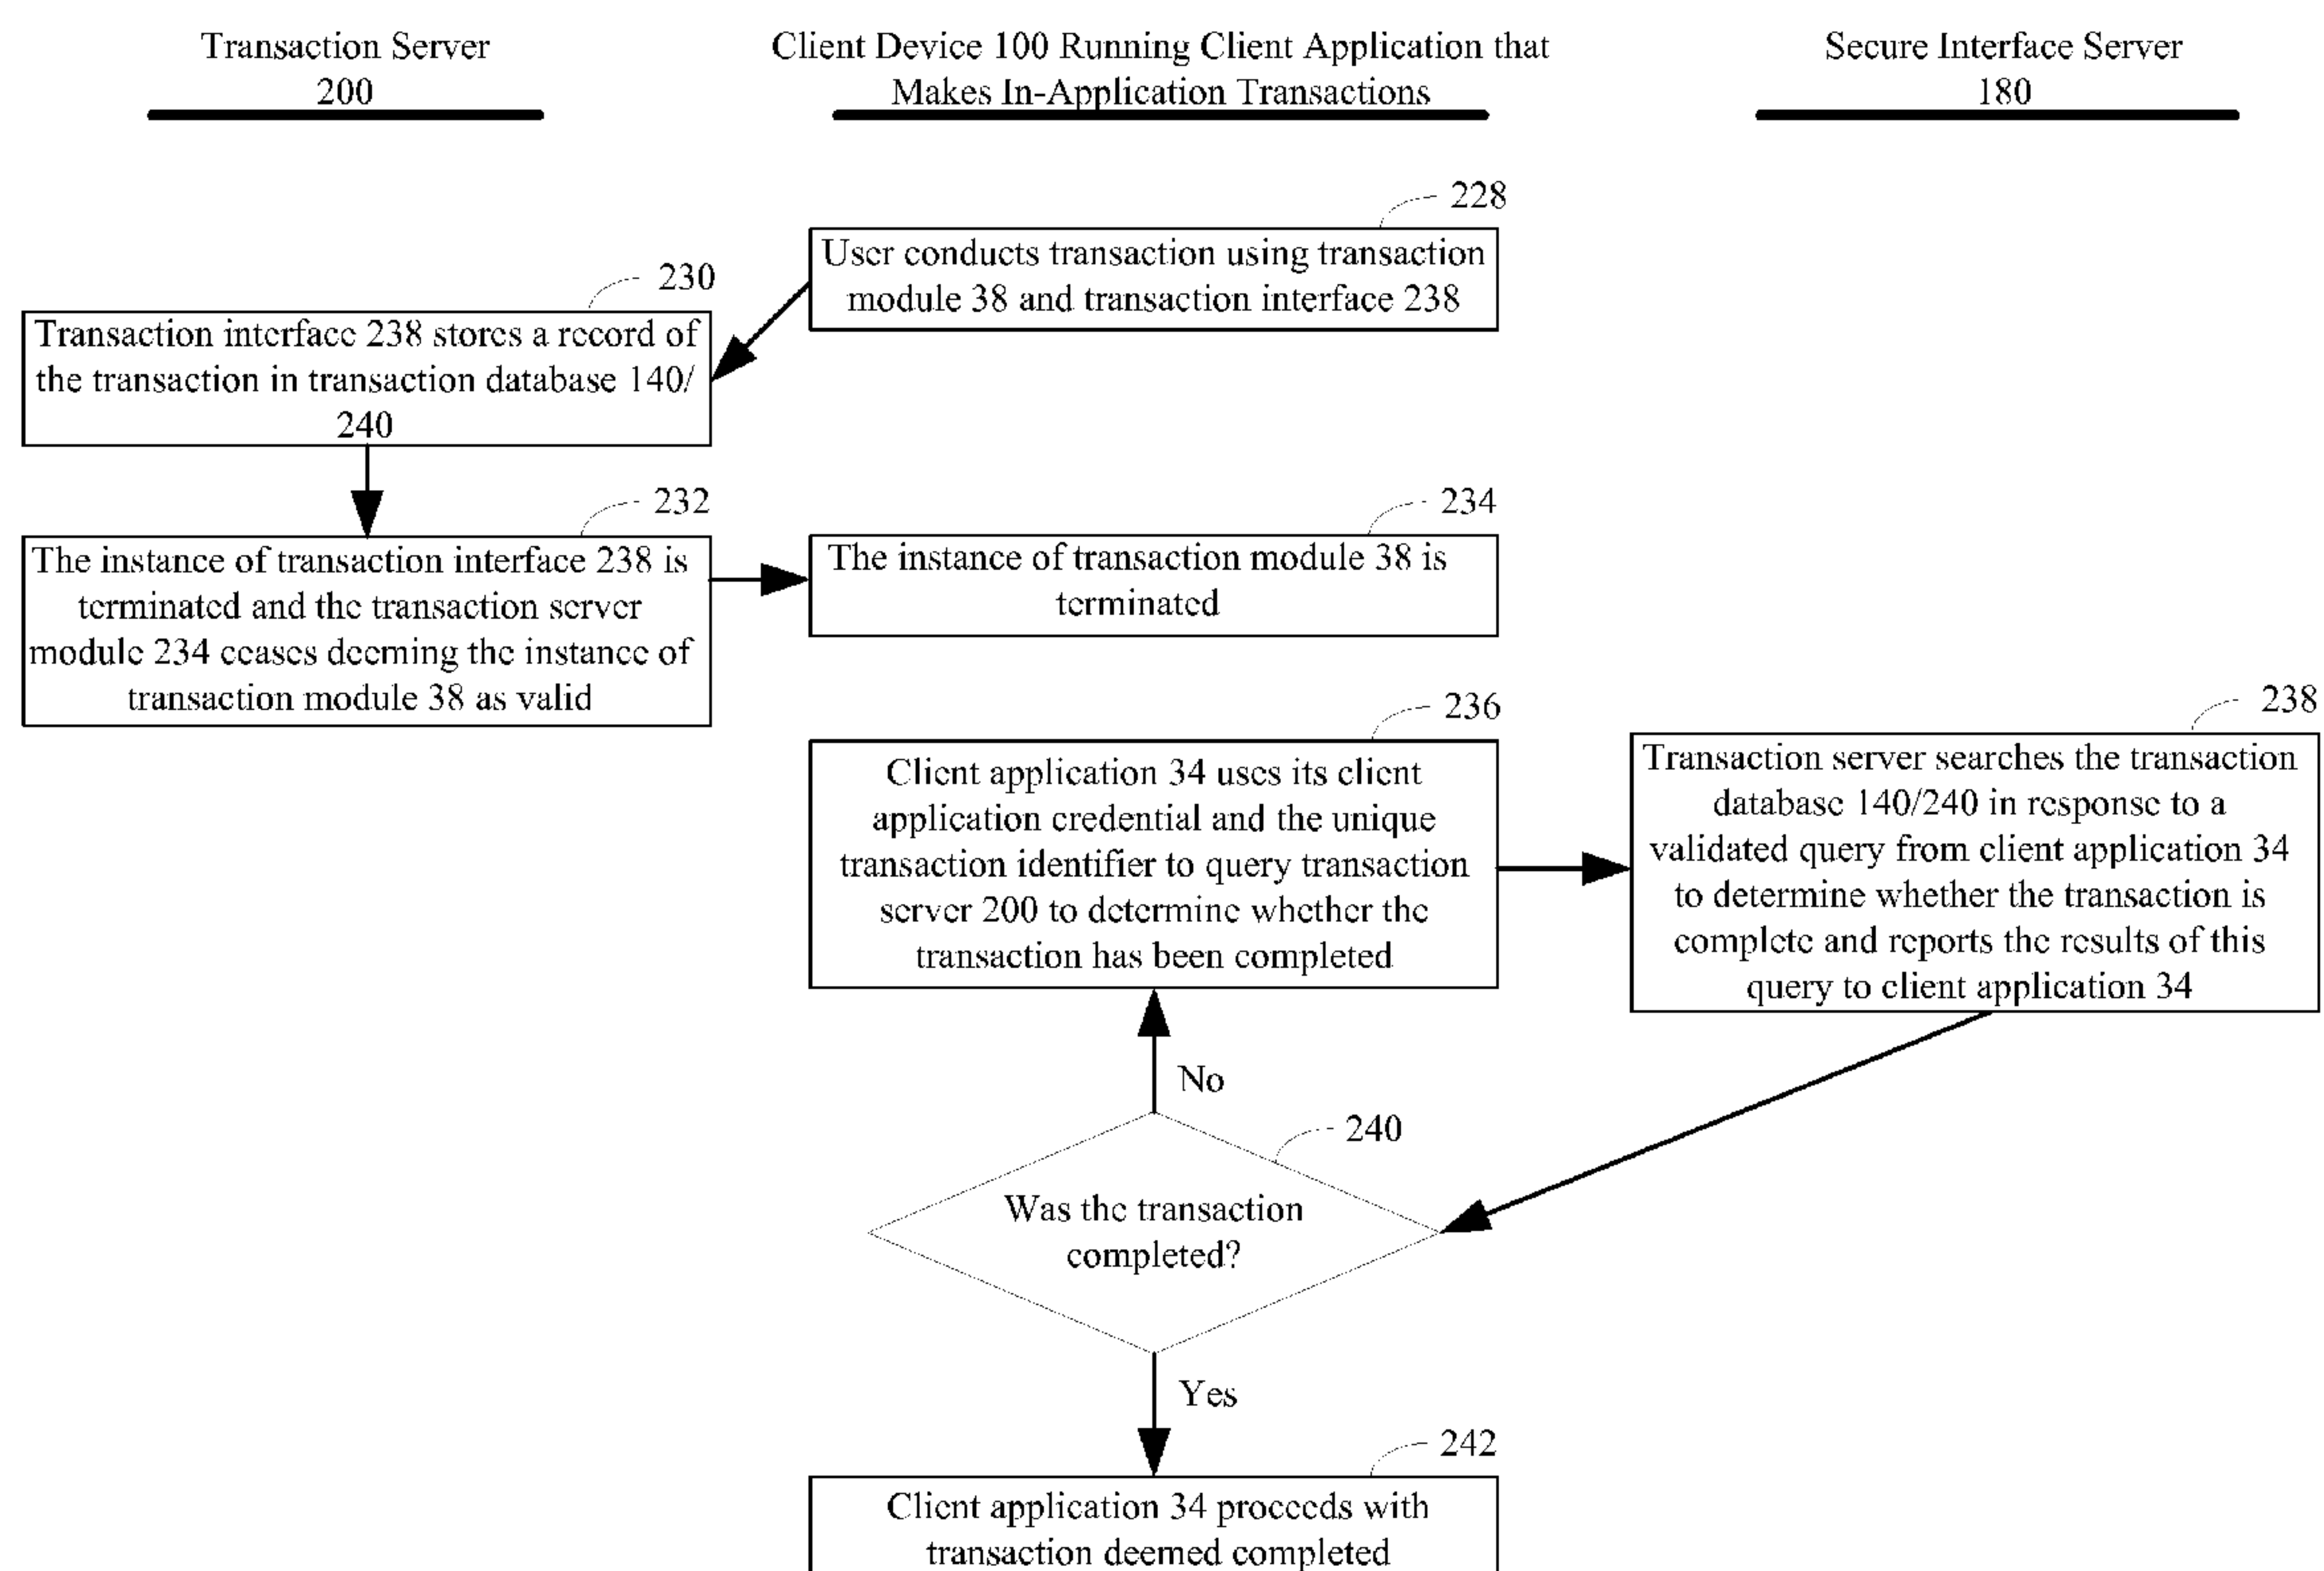 Transaction Server
200
Client Device 100 Running Client Application that
Makes In-Application Transactions
Secure Interface Server
180
228
User conducts transaction using transaction
module 38 and transaction interface 238
230
Transaction interface 238 stores a record of
the transaction in transaction database 140/
240
232
The instance of transaction interface 238 is
terminated and the transaction server
module 234 ceases deeming the instance of
transaction module 38 as valid
234
The instance of transaction module 38 is
terminated
236
Client application 34 uses its client
application credential and the unique
transaction identifier to query transaction
server 200 to determine whether the
transaction has been completed
238
Transaction server searches the transaction
database 140/240 in response to a
validated query from client application 34
to determine whether the transaction is
complete and reports the results of this
query to client application 34
No
240
Was the transaction
completed?
Yes
242
Client application 34 proceeds with
transaction deemed completed